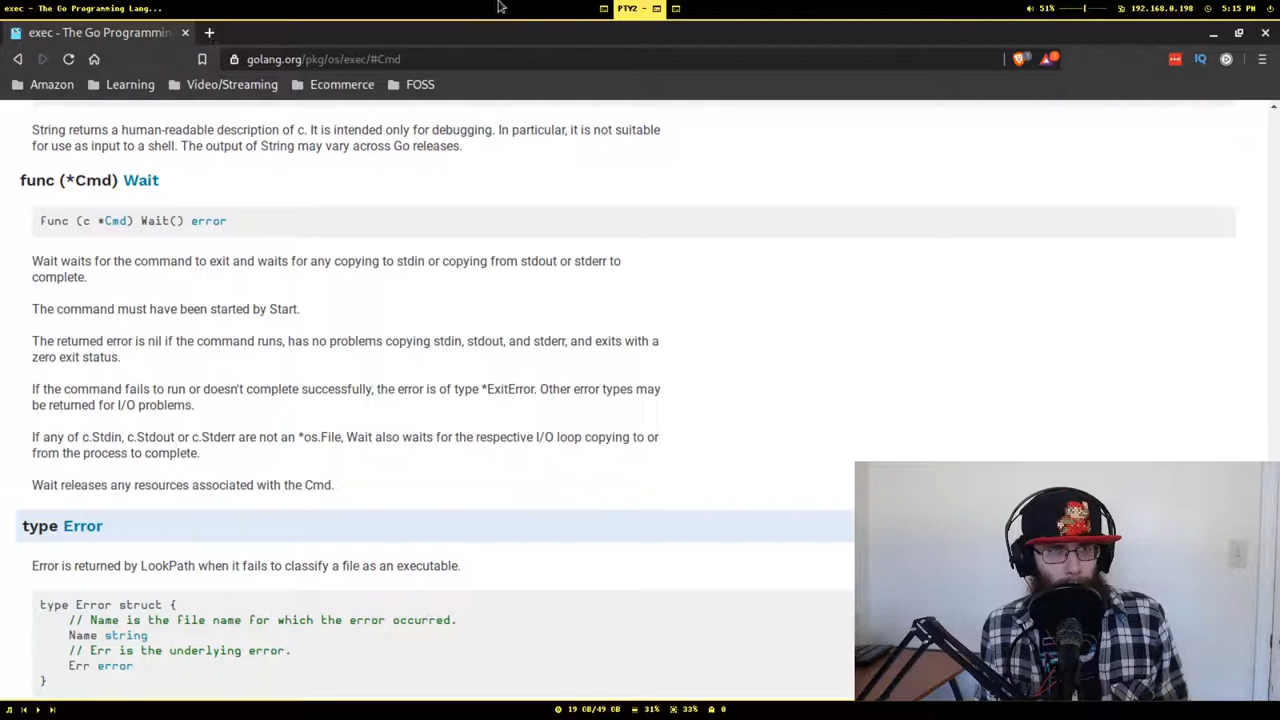 exec - The Go Programming Lang...
PTY2 -
51%
192.168.0.198
5:15 PM
exec - The Go Programmin
golang.org/pkg/os/exec/#Cmd
1
IQ
Amazon
Learning
Video/Streaming
Ecommerce
FOSS
String returns a human-readable description of c. It is intended only for debugging. In particular, it is not suitable
for use as input to a shell. The output of String may vary across Go releases.
func (*Cmd) Wait
func (c *Cmd) Wait() error
Wait waits for the command to exit and waits for any copying to stdin or copying from stdout or stderr to
complete.
The command must have been started by Start.
The returned error is nil if the command runs, has no problems copying stdin, stdout, and stderr, and exits with a
zero exit status.
If the command fails to run or doesn't complete successfully, the error is of type *ExitError. Other error types may
be returned for I/O problems.
If any of c.Stdin, c.Stdout or c.Stderr are not an *os.File, Wait also waits for the respective I/O loop copying to or
from the process to complete.
Wait releases any resources associated with the Cmd.
type Error
Error is returned by LookPath when it fails to classify a file as an executable.
type Error struct {
// Name is the file name for which the error occurred.
Name string
// Err is the underlying error.
Err error
}
19 GB/49 GB
31%
33%
0